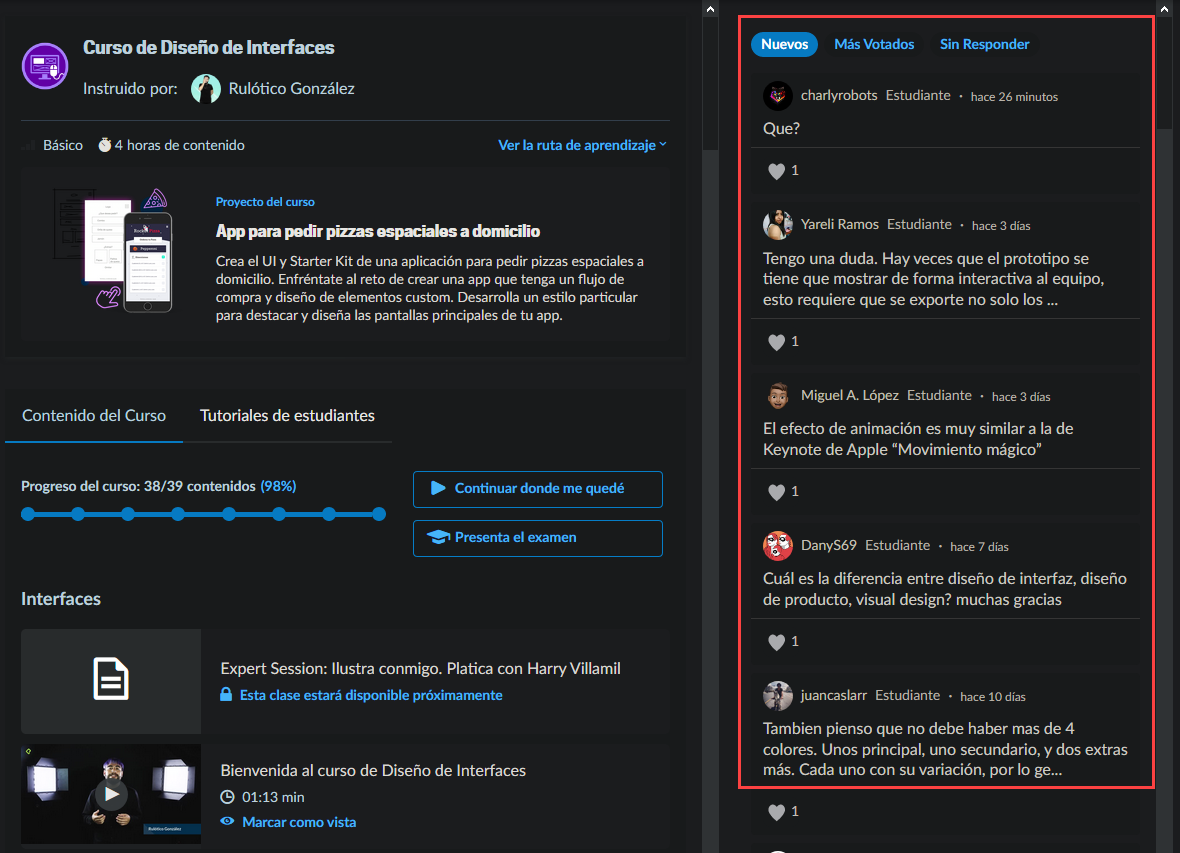 Curso de Diseño de Interfaces
Instruido por: Rulótico González
Básico 4 horas de contenido Ver la ruta de aprendizaje
Proyecto del curso
App para pedir pizzas espaciales a domicilio
Crea el UI y Starter Kit de una aplicación para pedir pizzas espaciales a
domicilio. Enfréntate al reto de crear una app que tenga un flujo de
compra y diseño de elementos custom. Desarrolla un estilo particular
para destacar y diseña las pantallas principales de tu app.
Contenido del Curso Tutoriales de estudiantes
Progreso del curso: 38/39 contenidos (98%)
Continuar donde me quedé
Presenta el examen
Interfaces
Expert Session: Ilustra conmigo. Platica con Harry Villamil
Esta clase estará disponible próximamente
Bienvenida al curso de Diseño de Interfaces
01:13 min
Marcar como vista
Rulótico González
Nuevos Más Votados Sin Responder
charlyrobots Estudiante · hace 26 minutos
Que?
1
Yareli Ramos Estudiante · hace 3 días
Tengo una duda. Hay veces que el prototipo se
tiene que mostrar de forma interactiva al equipo,
esto requiere que se exporte no solo los ...
1
Miguel A. López Estudiante · hace 3 días
El efecto de animación es muy similar a la de
Keynote de Apple “Movimiento mágico”
1
DanyS69 Estudiante · hace 7 días
Cuál es la diferencia entre diseño de interfaz, diseño
de producto, visual design? muchas gracias
1
juancaslarr Estudiante · hace 10 días
Tambien pienso que no debe haber mas de 4
colores. Unos principal, uno secundario, y dos extras
más. Cada uno con su variación, por lo ge...
1